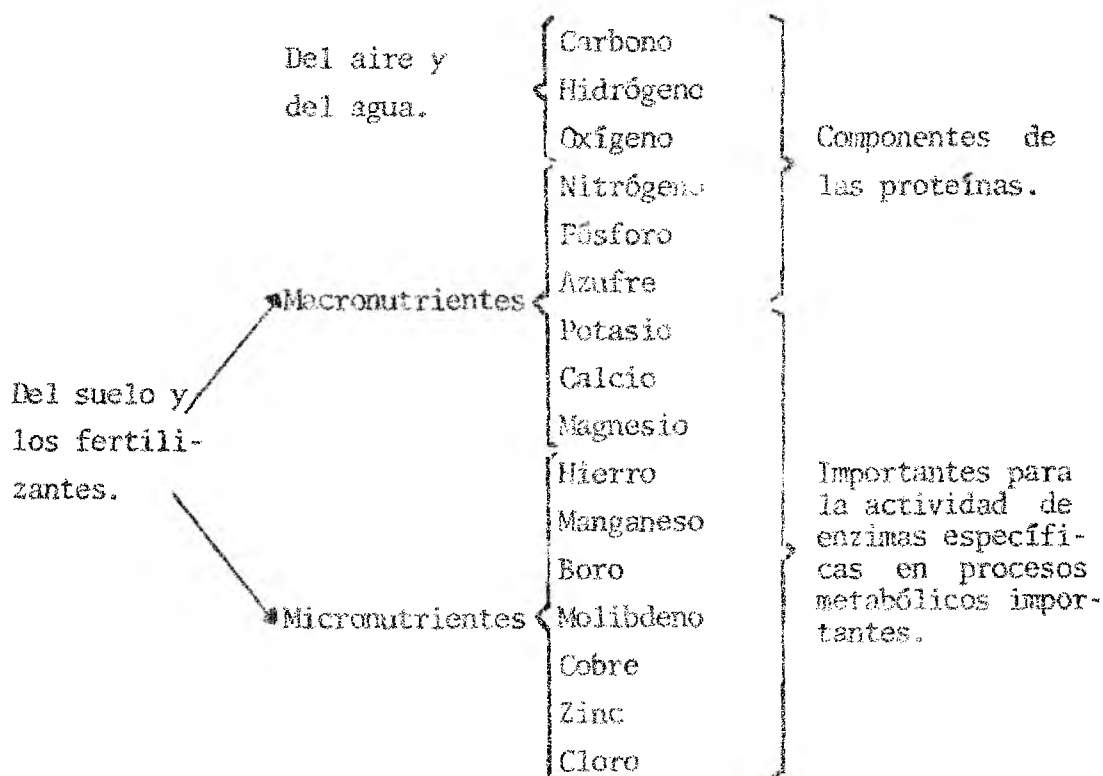 Del aire y
del agua.
Carbono
Hidrógeno
Oxígeno
Nitrógeno
Fósforo
Azufre
Potasio
Calcio
Magnesio
Hierro
Manganeso
Boro
Molibdeno
Cobre
Zinc
Cloro
Componentes de
las proteínas.
Macronutrientes
Del suelo y
los fertili-
zantes.
Micronutrientes
Importantes para
la actividad de
enzimas específi-
cas en procesos
metabólicos impor-
tantes.